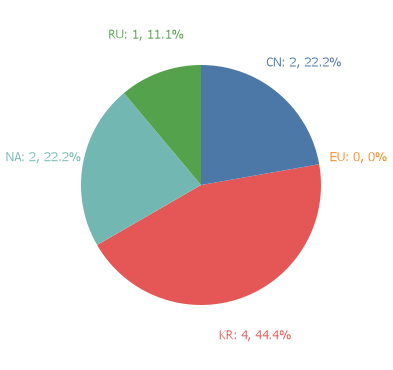 RU: 1, 11.1%
CN: 2, 22.2%
NA: 2, 22.2%
EU: 0, 0%
KR: 4, 44.4%